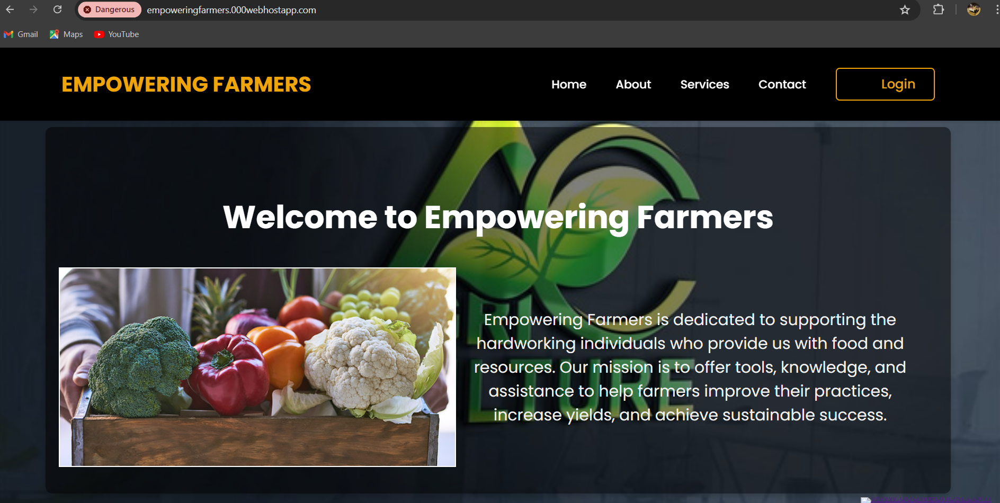 Dangerous empoweringfarmers.000webhostapp.com
Gmail Maps YouTube
EMPOWERING FARMERS Home About Services Contact Login
Welcome to Empowering Farmers
Empowering Farmers is dedicated to supporting the
hardworking individuals who provide us with food and
resources. Our mission is to offer tools, knowledge, and
assistance to help farmers improve their practices,
increase yields, and achieve sustainable success.